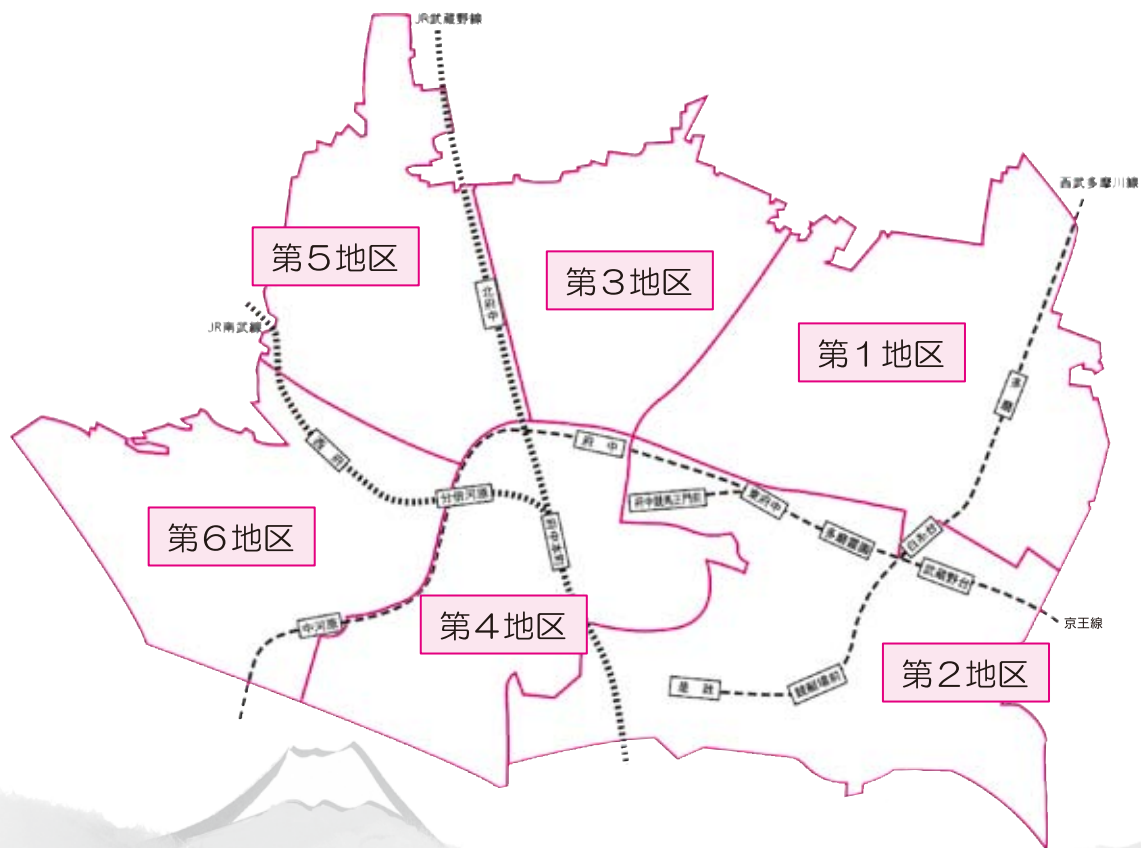 JR武蔵野線
西武多摩川線
第5地区
第3地区
北府中
JR南武線
第1地区
多磨
府中
西府
分倍河原
府中競馬正門前
東府中
第6地区
府中本町
多磨霊園
白糸台
武蔵野台
第4地区
中河原
京王線
第2地区
是政
競艇場前